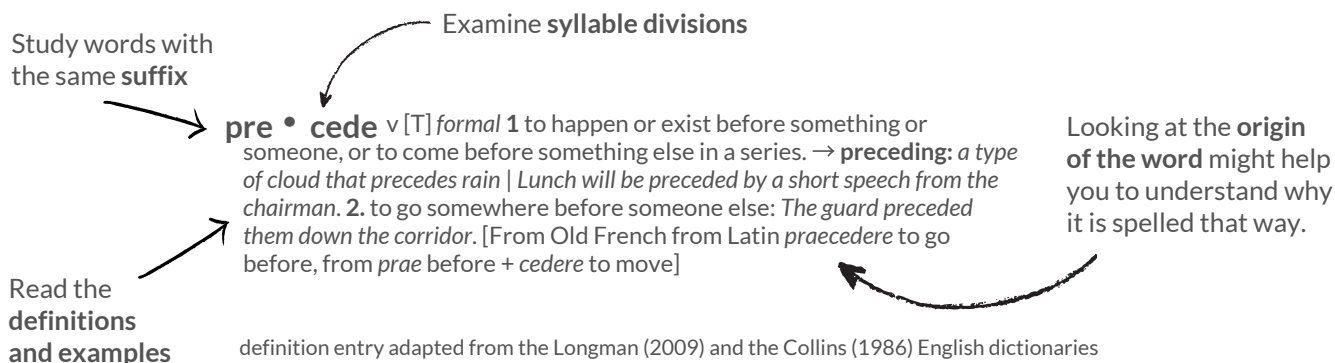 Examine syllable divisions
Study words with
the same suffix
pre • cede v [T] formal 1 to happen or exist before something or
someone, or to come before something else in a series. → preceding: a type
of cloud that precedes rain | Lunch will be preceded by a short speech from the
chairman. 2. to go somewhere before someone else: The guard preceded
them down the corridor. [From Old French from Latin praecedere to go
before, from prae before + cedere to move]
Looking at the origin
of the word might help
you to understand why
it is spelled that way.
Read the
definitions
and examples
definition entry adapted from the Longman (2009) and the Collins (1986) English dictionaries